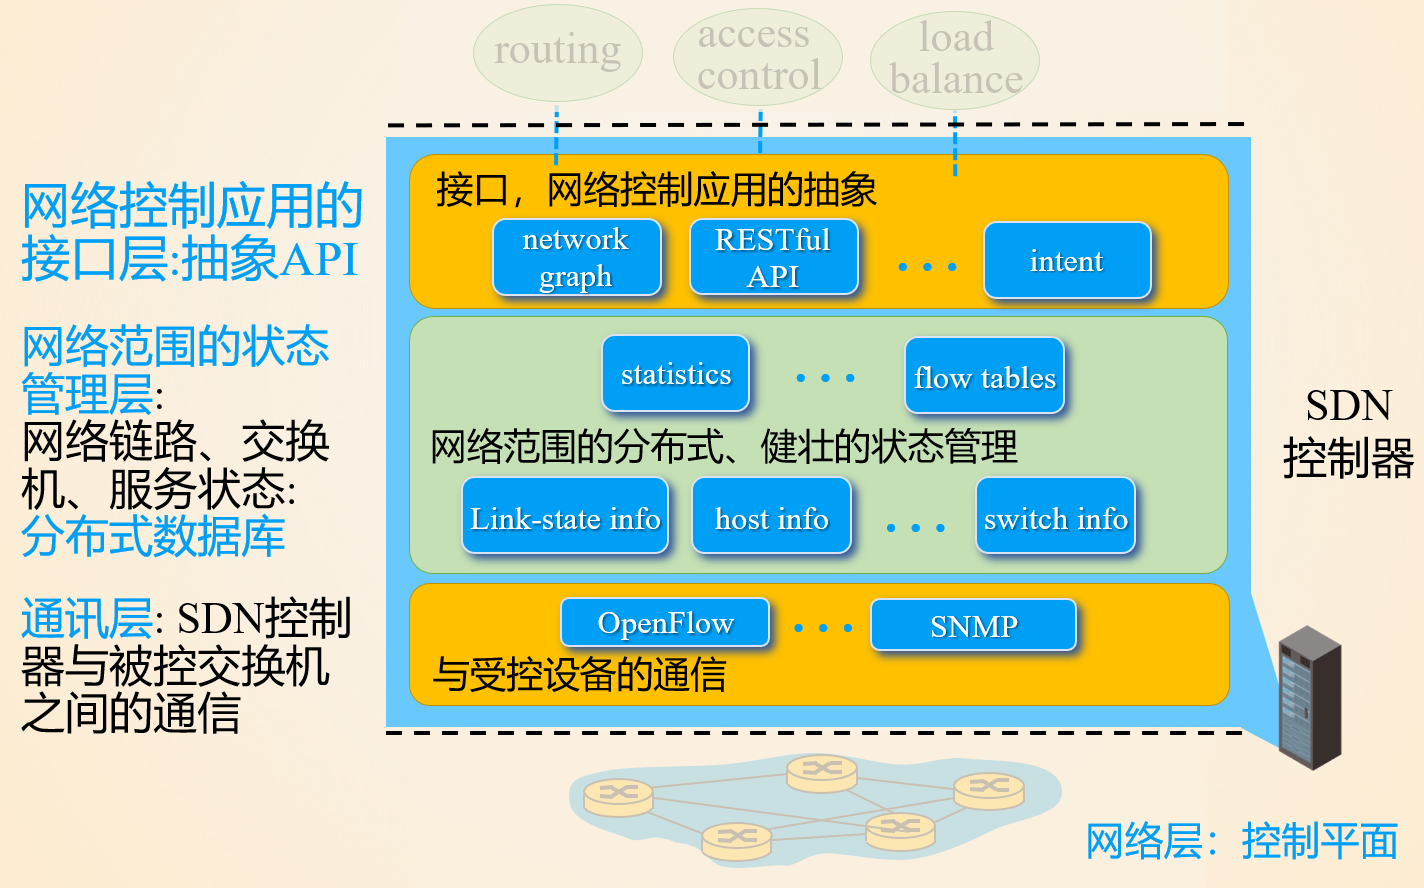 routing
access
control
load
balance
网络控制应用的
接口层:抽象API
接口，网络控制应用的抽象
network
graph
RESTful
API
...
intent
网络范围的状态
管理层:
网络链路、交换
机、服务状态:
分布式数据库
statistics
...
flow tables
网络范围的分布式、健壮的状态管理
Link-state info
host info
...
switch info
SDN
控制器
通讯层: SDN控制
器与被控交换机
之间的通信
OpenFlow
...
SNMP
与受控设备的通信
网络层：控制平面